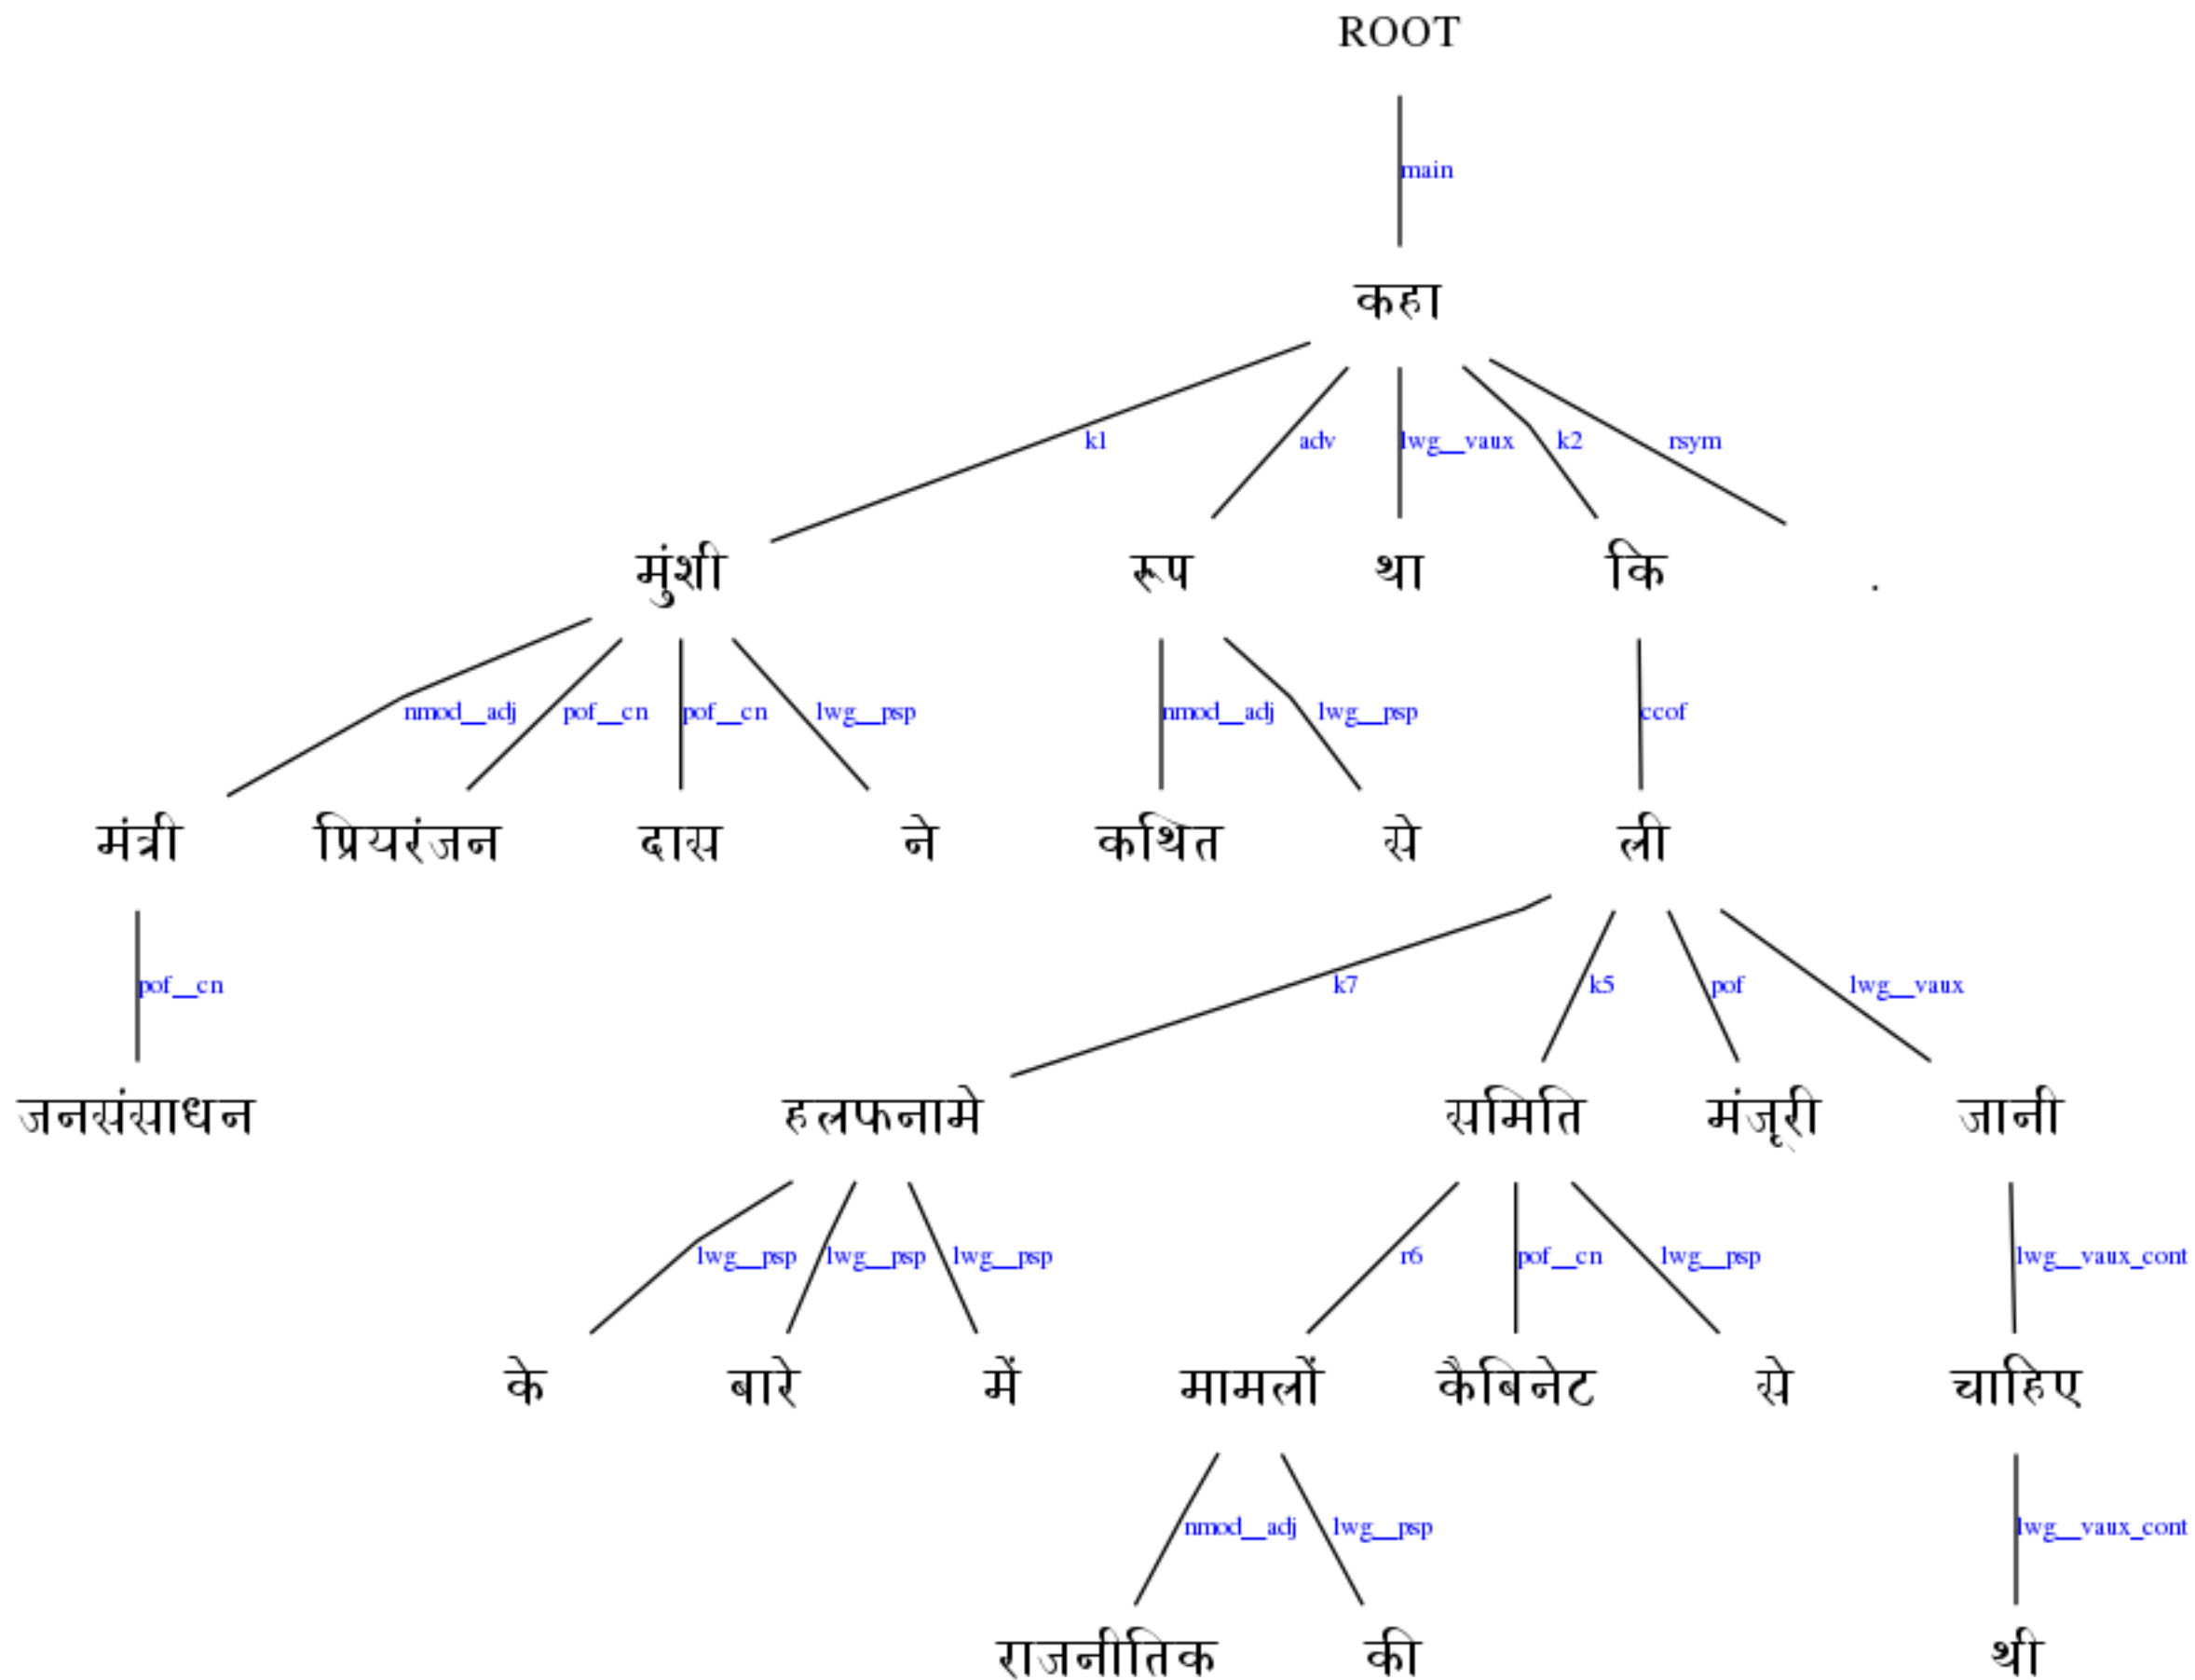 ROOT
main
कहा
k1 adv lwg__vaux k2 rsym
मुंशी रूप था कि .
nmod__adj pof__cn pof__cn lwg__psp nmod__adj lwg__psp ccof
मंत्री प्रियरंजन दास ने कथित से ली
pof__cn k7 k5 pof lwg__vaux
जनसंसाधन हलफनामे समिति मंजूरी जानी
lwg__psp lwg__psp lwg__psp r6 pof__cn lwg__psp lwg__vaux_cont
के बारे में मामलों कैबिनेट से चाहिए
nmod__adj lwg__psp lwg__vaux_cont
राजनीतिक की थी